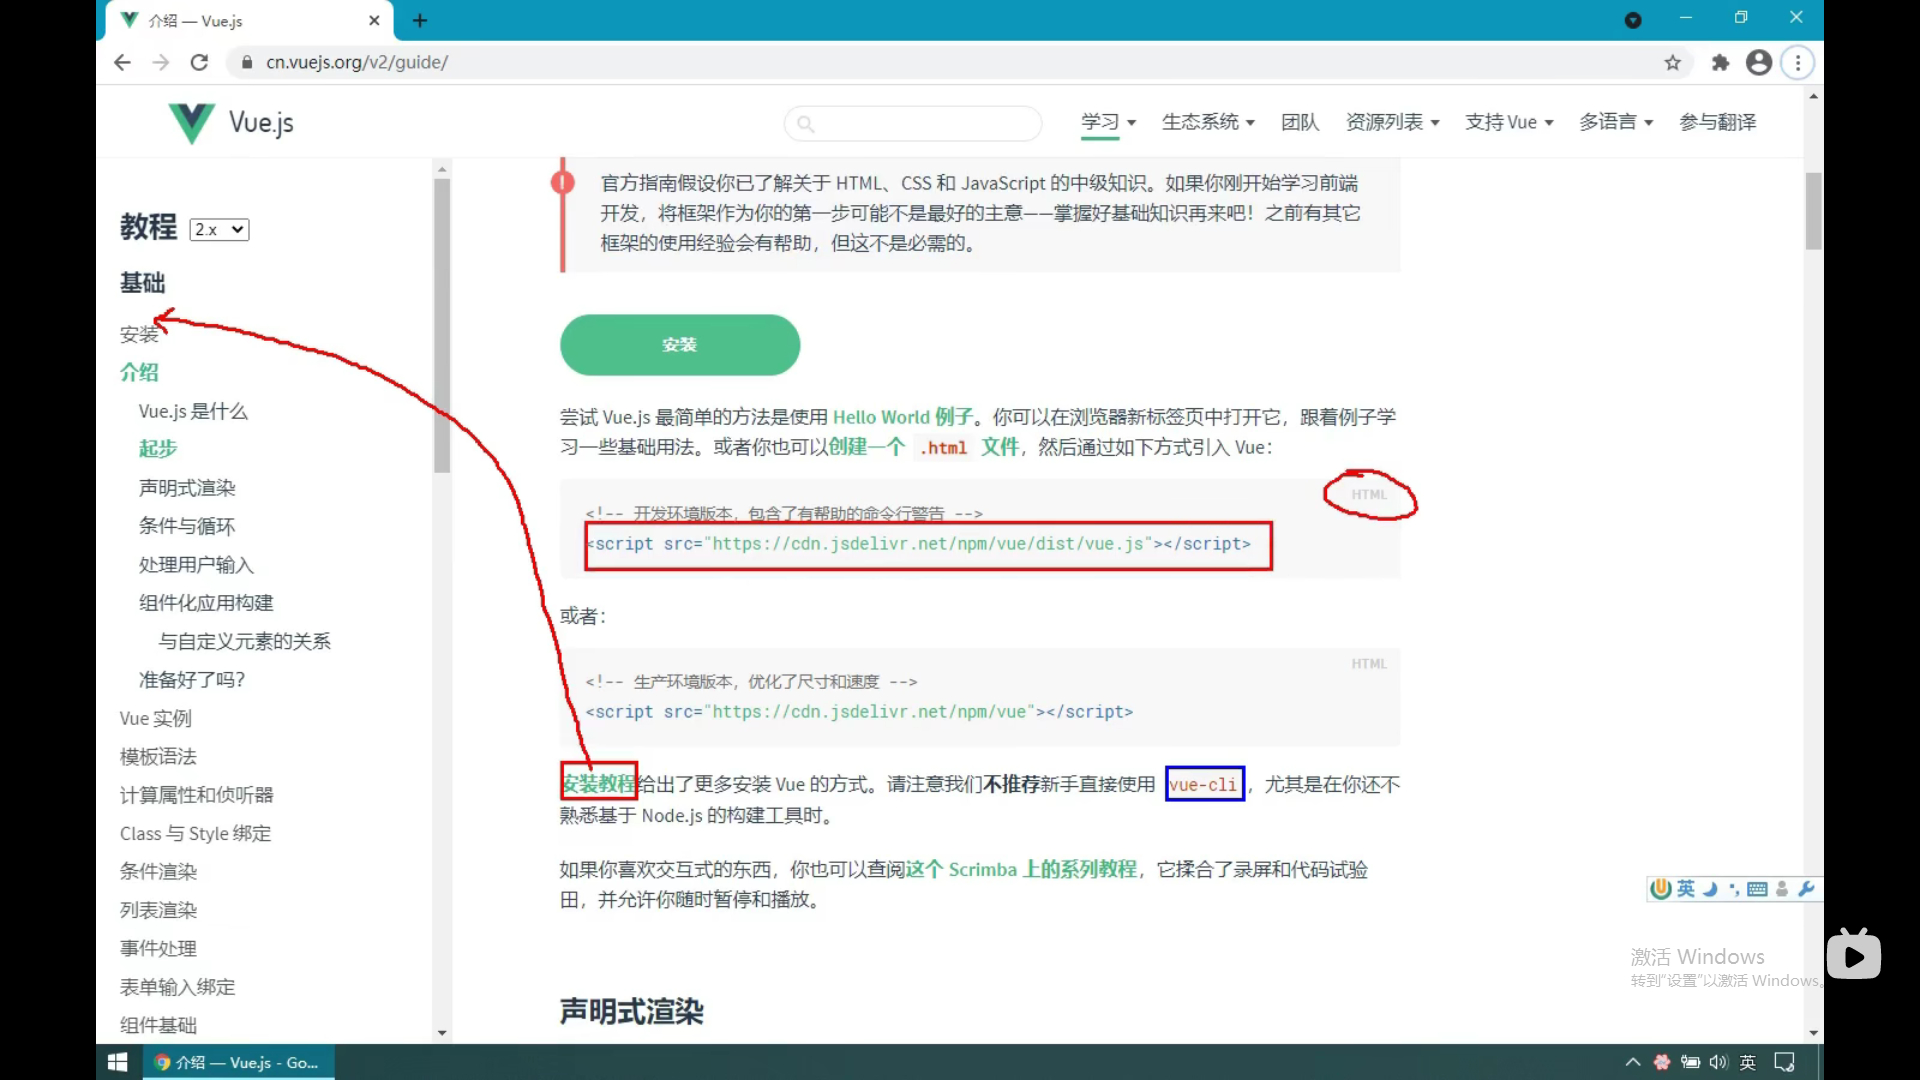 介绍 — Vue.js
cn.vuejs.org/v2/guide/
Vue.js
学习 生态系统 团队 资源列表 支持 Vue 多语言 参与翻译
教程 2.x
基础
安装
介绍
Vue.js 是什么
起步
声明式渲染
条件与循环
处理用户输入
组件化应用构建
与自定义元素的关系
准备好了吗?
Vue 实例
模板语法
计算属性和侦听器
Class 与 Style 绑定
条件渲染
列表渲染
事件处理
表单输入绑定
组件基础
官方指南假设你已了解关于 HTML、CSS 和 JavaScript 的中级知识。如果你刚开始学习前端
开发，将框架作为你的第一步可能不是最好的主意——掌握好基础知识再来吧！之前有其它
框架的使用经验会有帮助，但这不是必需的。
安装
尝试 Vue.js 最简单的方法是使用 Hello World 例子。你可以在浏览器新标签页中打开它，跟着例子学
习一些基础用法。或者你也可以创建一个 .html 文件，然后通过如下方式引入 Vue：
HTML
<!-- 开发环境版本，包含了有帮助的命令行警告 -->
<script src="https://cdn.jsdelivr.net/npm/vue/dist/vue.js"></script>
或者：
HTML
<!-- 生产环境版本，优化了尺寸和速度 -->
<script src="https://cdn.jsdelivr.net/npm/vue"></script>
安装教程给出了更多安装 Vue 的方式。请注意我们不推荐新手直接使用 vue-cli，尤其是在你还不
熟悉基于 Node.js 的构建工具时。
如果你喜欢交互式的东西，你也可以查阅这个 Scrimba 上的系列教程，它揉合了录屏和代码试验
田，并允许你随时暂停和播放。
声明式渲染
英
激活 Windows
转到“设置”以激活 Windows。
介绍 — Vue.js - Go...
英